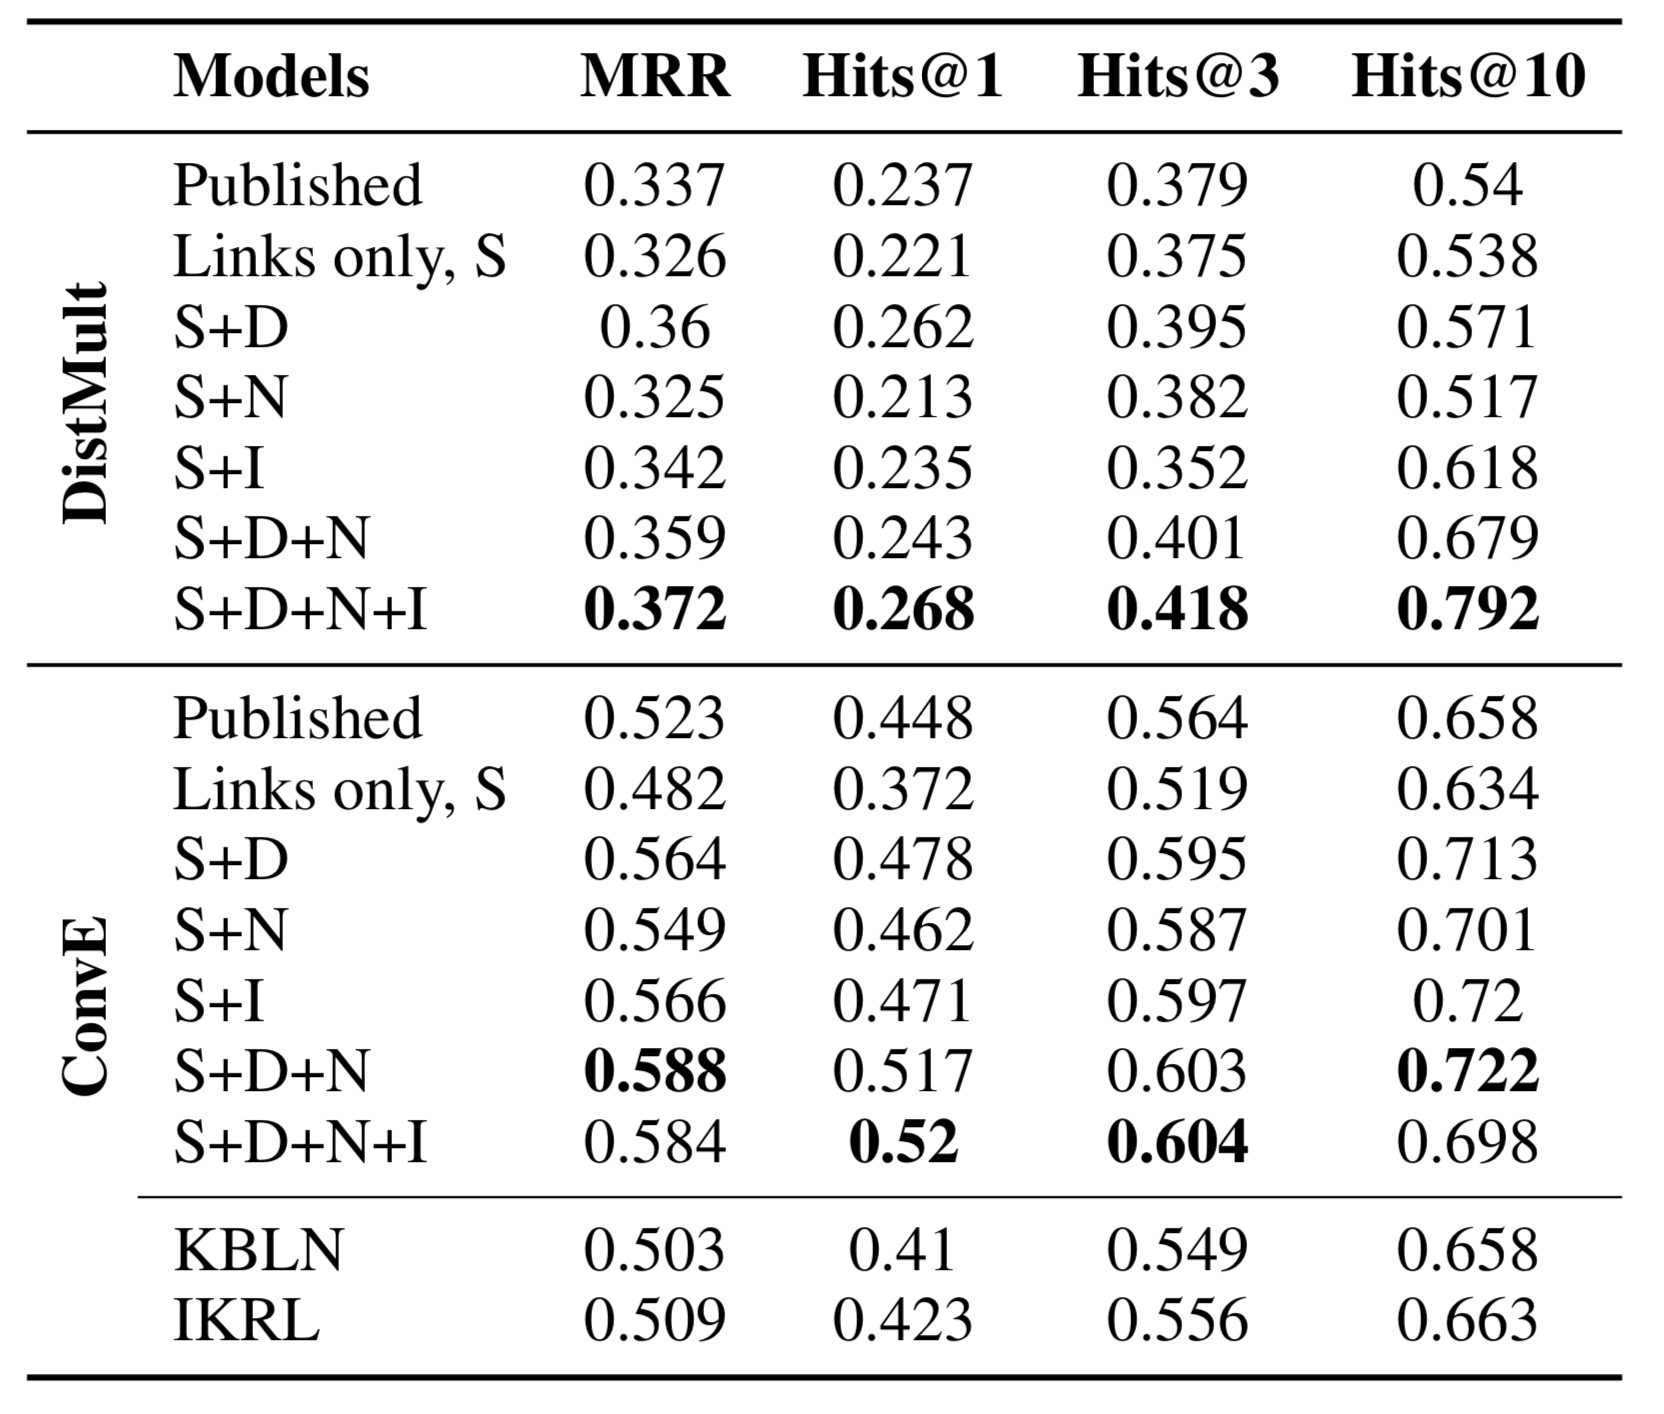 Models MRR Hits@1 Hits@3 Hits@10
DistMult
Published 0.337 0.237 0.379 0.54
Links only, S 0.326 0.221 0.375 0.538
S+D 0.36 0.262 0.395 0.571
S+N 0.325 0.213 0.382 0.517
S+I 0.342 0.235 0.352 0.618
S+D+N 0.359 0.243 0.401 0.679
S+D+N+I 0.372 0.268 0.418 0.792
ConvE
Published 0.523 0.448 0.564 0.658
Links only, S 0.482 0.372 0.519 0.634
S+D 0.564 0.478 0.595 0.713
S+N 0.549 0.462 0.587 0.701
S+I 0.566 0.471 0.597 0.72
S+D+N 0.588 0.517 0.603 0.722
S+D+N+I 0.584 0.52 0.604 0.698
KBLN 0.503 0.41 0.549 0.658
IKRL 0.509 0.423 0.556 0.663